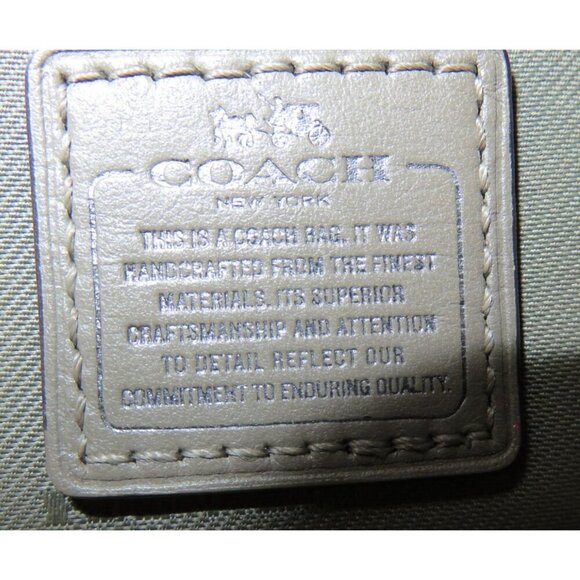 COACH
NEW YORK
THIS IS A COACH BAG. IT WAS
HANDCRAFTED FROM THE FINEST
MATERIALS. ITS SUPERIOR
CRAFTSMANSHIP AND ATTENTION
TO DETAIL REFLECT OUR
COMMITMENT TO ENDURING QUALITY.